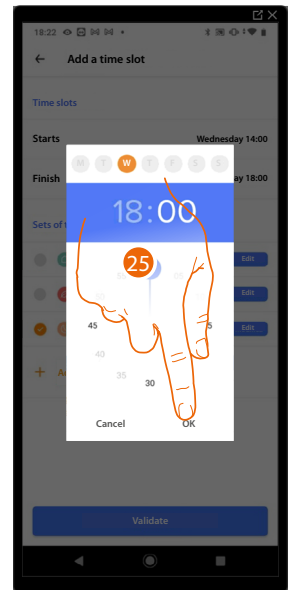 18:22
Add a time slot
Time slots
Starts Wednesday 14:00
M T W T F S S
Finish ay 18:00
18:00
Sets of t
25
Edit
Edit
45
Edit
40
35
30
Cancel OK
Validate